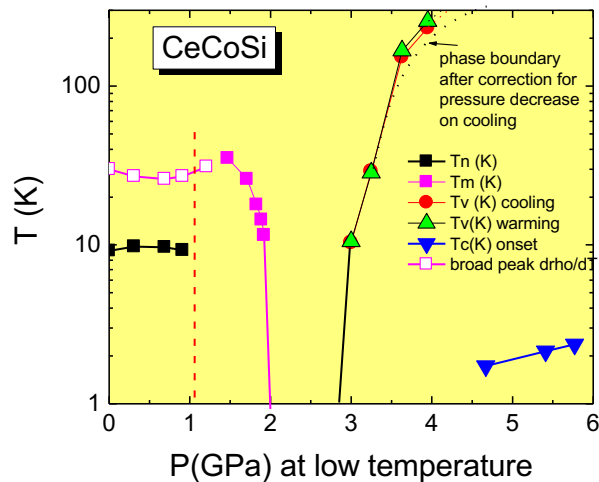 CeCoSi
phase boundary
after correction for
pressure decrease
on cooling
Tn (K)
Tm (K)
Tv (K) cooling
Tv(K) warming
Tc(K) onset
broad peak drho/dT
100
10
1
T (K)
0 1 2 3 4 5 6
P(GPa) at low temperature